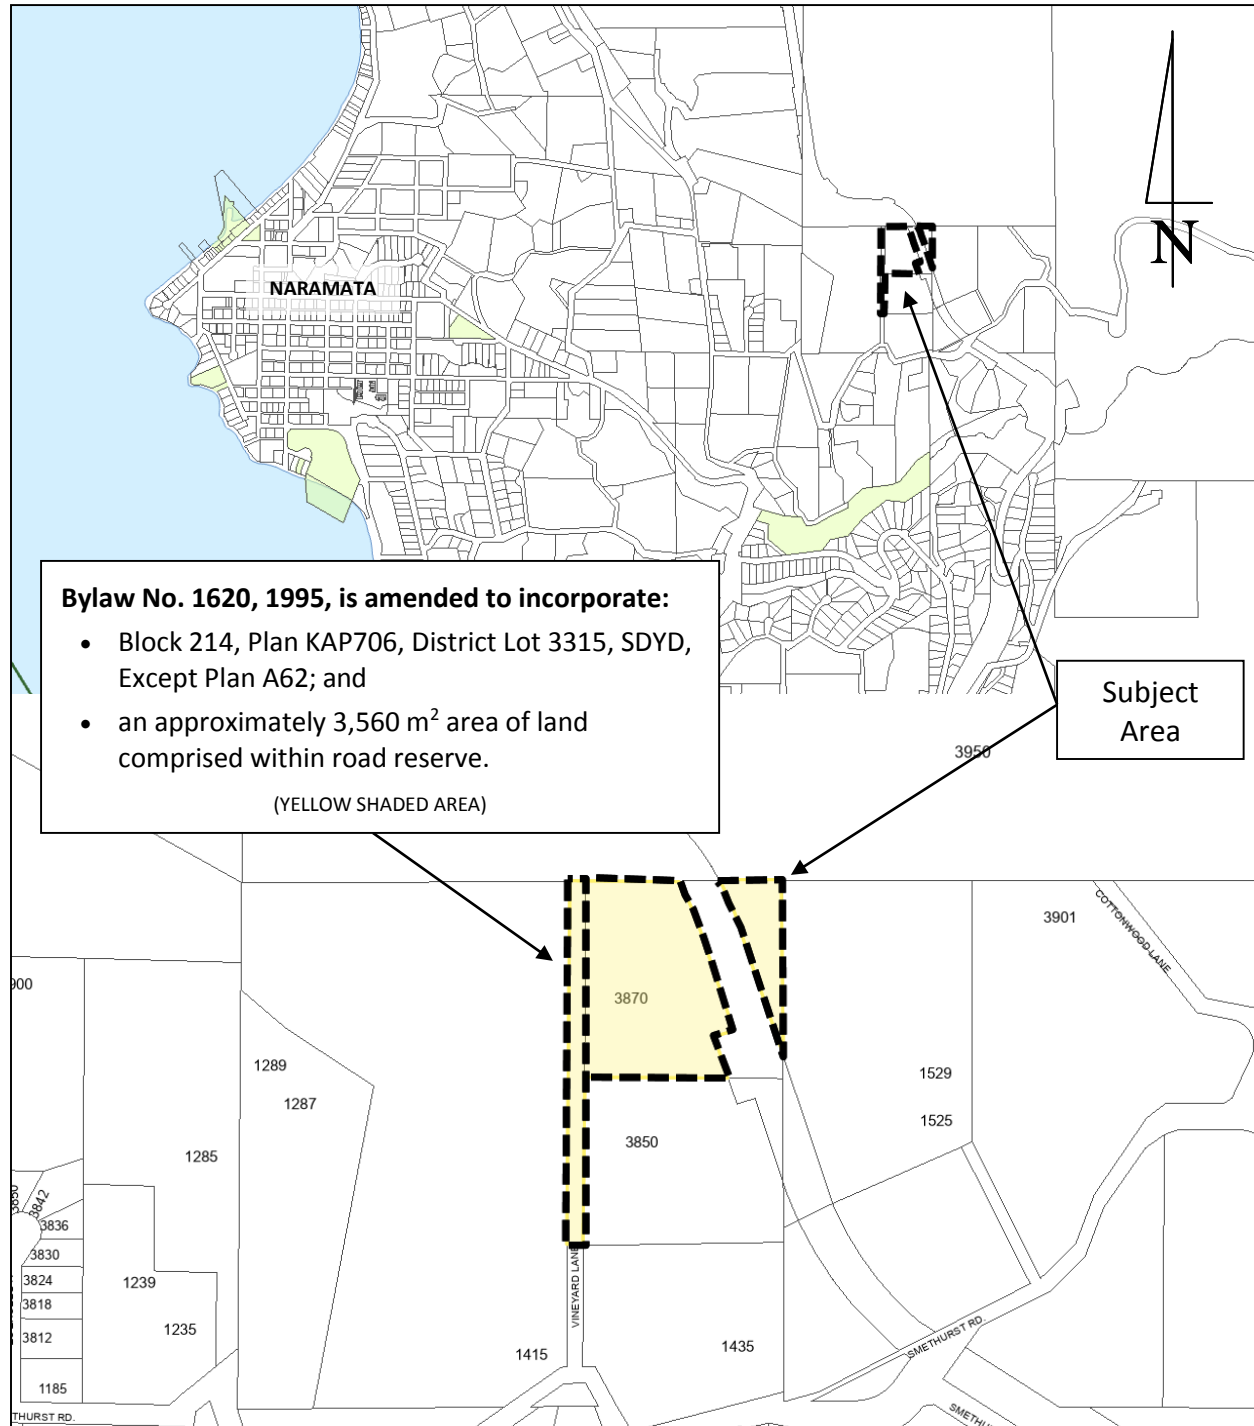 N
NARAMATA
Bylaw No. 1620, 1995, is amended to incorporate:
• Block 214, Plan KAP706, District Lot 3315, SDYD,
Except Plan A62; and
• an approximately 3,560 m² area of land
comprised within road reserve.
(YELLOW SHADED AREA)
Subject
Area
3950
3901
COTTONWOOD LANE
900
3870
1289
1287
1529
1525
3850
1285
3850
3842
3836
3830
3824
3818
3812
1185
1239
1235
VINEYARD LANE
1415
1435
SMETHURST RD.
THURST RD.
SMETHU